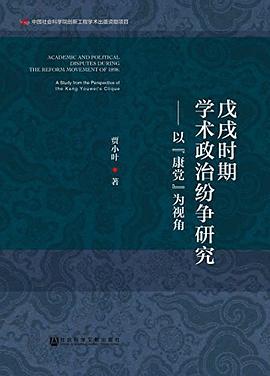 中国社会科学院创新工程学术出版资助项目
ACADEMIC AND POLITICAL
DISPUTES DURING
THE REFORM MOVEMENT OF 1898:
A Study from the Perspective of
the Kang Youwei's Clique
戊戌时期
学术政治纷争研究
——以『康党』为视角
贾小叶 著
社会科学文献出版社